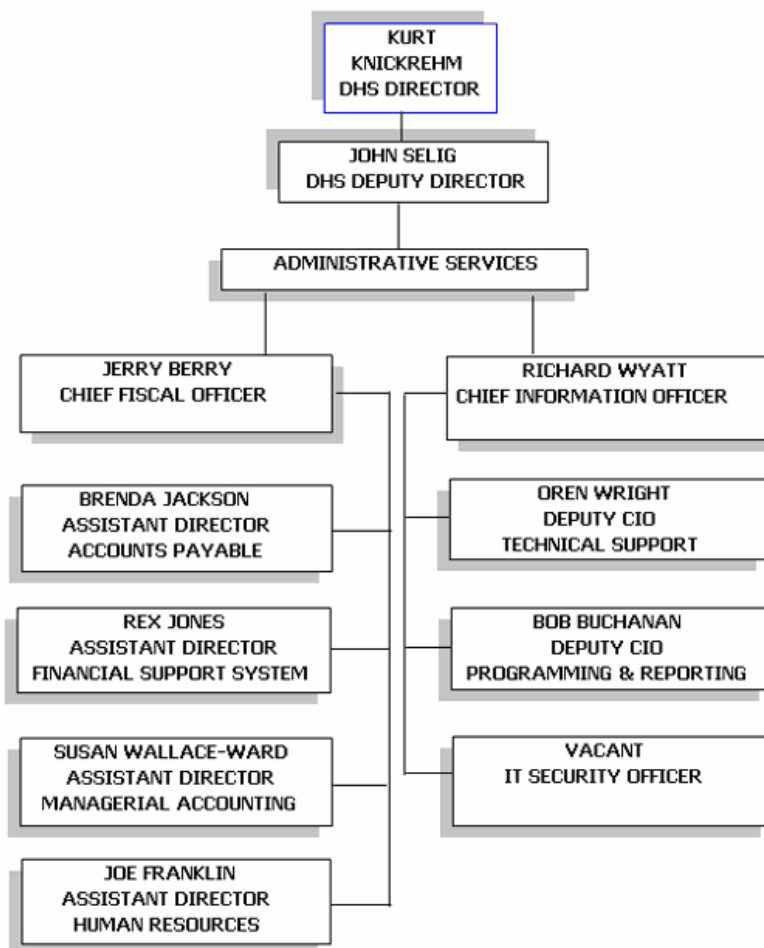 KURT
KNICKREHM
DHS DIRECTOR
JOHN SELIG
DHS DEPUTY DIRECTOR
ADMINISTRATIVE SERVICES
JERRY BERRY
CHIEF FISCAL OFFICER
BRENDA JACKSON
ASSISTANT DIRECTOR
ACCOUNTS PAYABLE
REX JONES
ASSISTANT DIRECTOR
FINANCIAL SUPPORT SYSTEM
SUSAN WALLACE-WARD
ASSISTANT DIRECTOR
MANAGERIAL ACCOUNTING
JOE FRANKLIN
ASSISTANT DIRECTOR
HUMAN RESOURCES
RICHARD WYATT
CHIEF INFORMATION OFFICER
OREN WRIGHT
DEPUTY CIO
TECHNICAL SUPPORT
BOB BUCHANAN
DEPUTY CIO
PROGRAMMING & REPORTING
VACANT
IT SECURITY OFFICER